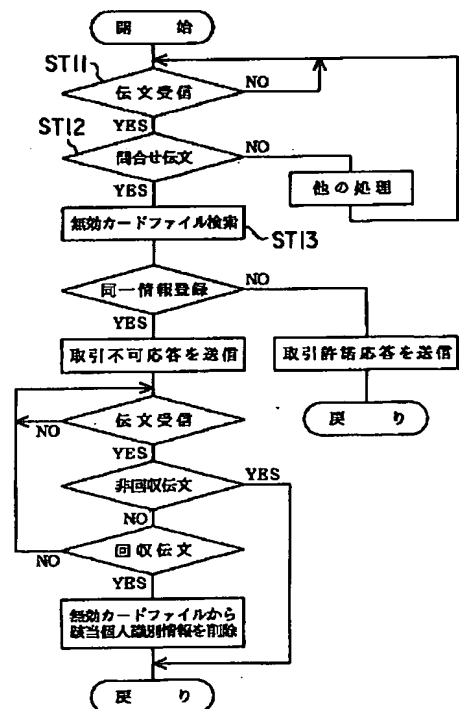 開 始
ST11
伝文受信
NO
YES
ST12
問合せ伝文
NO
YES
他の処理
無効カードファイル検索
ST13
同一情報登録
NO
YES
取引不可応答を送信
取引許諾応答を送信
戻 り
伝文受信
NO
YES
非回収伝文
YES
NO
回収伝文
NO
YES
無効カードファイルから
該当個人識別情報を削除
戻 り